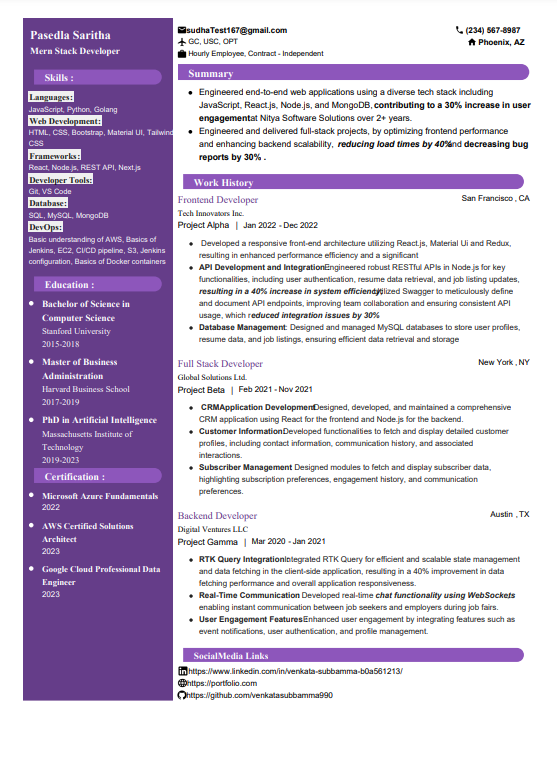 Pasedla Saritha
Mern Stack Developer
Skills :
Languages:
JavaScript, Python, Golang
Web Development:
HTML, CSS, Bootstrap, Material UI, Tailwind
CSS
Frameworks:
React, Node.js, REST API, Next.js
Developer Tools:
Git, VS Code
Database:
SQL, MySQL, MongoDB
DevOps:
Basic understanding of AWS, Basics of
Jenkins, EC2, CI/CD pipeline, S3, Jenkins
configuration, Basics of Docker containers
Education :
Bachelor of Science in
Computer Science
Stanford University
2015-2018
Master of Business
Administration
Harvard Business School
2017-2019
PhD in Artificial Intelligence
Massachusetts Institute of
Technology
2019-2023
Certification :
Microsoft Azure Fundamentals
2022
AWS Certified Solutions
Architect
2023
Google Cloud Professional Data
Engineer
2023
sudhaTest167@gmail.com
(234) 567-8987
GC, USC, OPT
Phoenix, AZ
Hourly Employee, Contract - Independent
Summary
Engineered end-to-end web applications using a diverse tech stack including
JavaScript, React.js, Node.js, and MongoDB, contributing to a 30% increase in user
engagement at Nitya Software Solutions over 2+ years.
Engineered and delivered full-stack projects, by optimizing frontend performance
and enhancing backend scalability, reducing load times by 40% and decreasing bug
reports by 30% .
Work History
Frontend Developer
San Francisco , CA
Tech Innovators Inc.
Project Alpha | Jan 2022 - Dec 2022
Developed a responsive front-end architecture utilizing React.js, Material Ui and Redux,
resulting in enhanced performance efficiency and a significant
API Development and Integration Engineered robust RESTful APIs in Node.js for key
functionalities, including user authentication, resume data retrieval, and job listing updates,
resulting in a 40% increase in system efficiency. Utilized Swagger to meticulously define
and document API endpoints, improving team collaboration and ensuring consistent API
usage, which reduced integration issues by 30%
Database Management: Designed and managed MySQL databases to store user profiles,
resume data, and job listings, ensuring efficient data retrieval and storage
Full Stack Developer
New York , NY
Global Solutions Ltd.
Project Beta | Feb 2021 - Nov 2021
CRMApplication Development Designed, developed, and maintained a comprehensive
CRM application using React for the frontend and Node.js for the backend.
Customer Information Developed functionalities to fetch and display detailed customer
profiles, including contact information, communication history, and associated
interactions.
Subscriber Management Designed modules to fetch and display subscriber data,
highlighting subscription preferences, engagement history, and communication
preferences.
Backend Developer
Austin , TX
Digital Ventures LLC
Project Gamma | Mar 2020 - Jan 2021
RTK Query Integration Integrated RTK Query for efficient and scalable state management
and data fetching in the client-side application, resulting in a 40% improvement in data
fetching performance and overall application responsiveness.
Real-Time Communication Developed real-time chat functionality using WebSockets,
enabling instant communication between job seekers and employers during job fairs.
User Engagement Features Enhanced user engagement by integrating features such as
event notifications, user authentication, and profile management.
SocialMedia Links
https://www.linkedin.com/in/venkata-subbamma-b0a561213/
https://portfolio.com
https://github.com/venkatasubbamma990